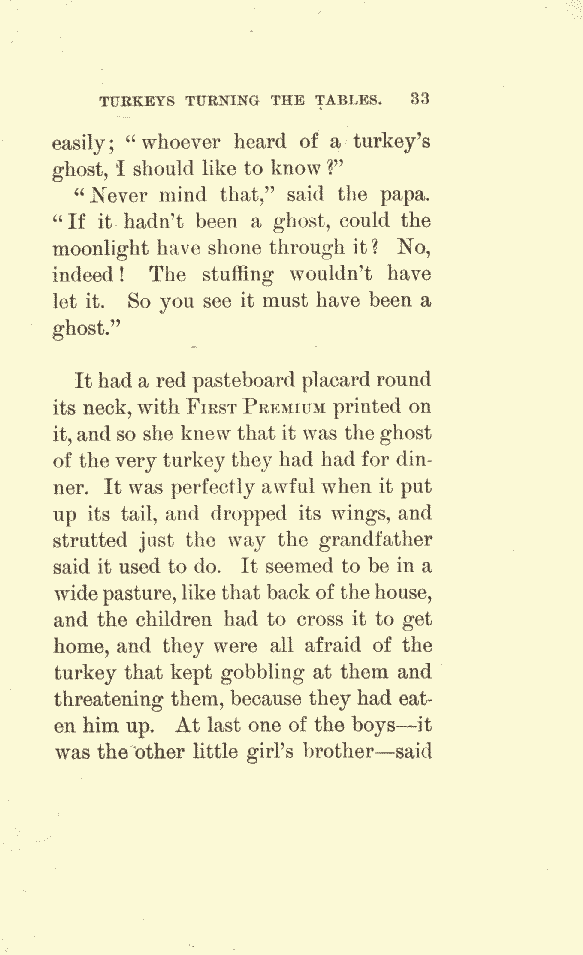 TURKEYS TURNING THE TABLES. 33
easily; "whoever heard of a turkey's
ghost, I should like to know?"
"Never mind that," said the papa.
"If it hadn't been a ghost, could the
moonlight have shone through it? No,
indeed! The stuffing wouldn't have
let it. So you see it must have been a
ghost."
It had a red pasteboard placard round
its neck, with FIRST PREMIUM printed on
it, and so she knew that it was the ghost
of the very turkey they had had for din-
ner. It was perfectly awful when it put
up its tail, and dropped its wings, and
strutted just the way the grandfather
said it used to do. It seemed to be in a
wide pasture, like that back of the house,
and the children had to cross it to get
home, and they were all afraid of the
turkey that kept gobbling at them and
threatening them, because they had eat-
en him up. At last one of the boys—it
was the other little girl's brother—said